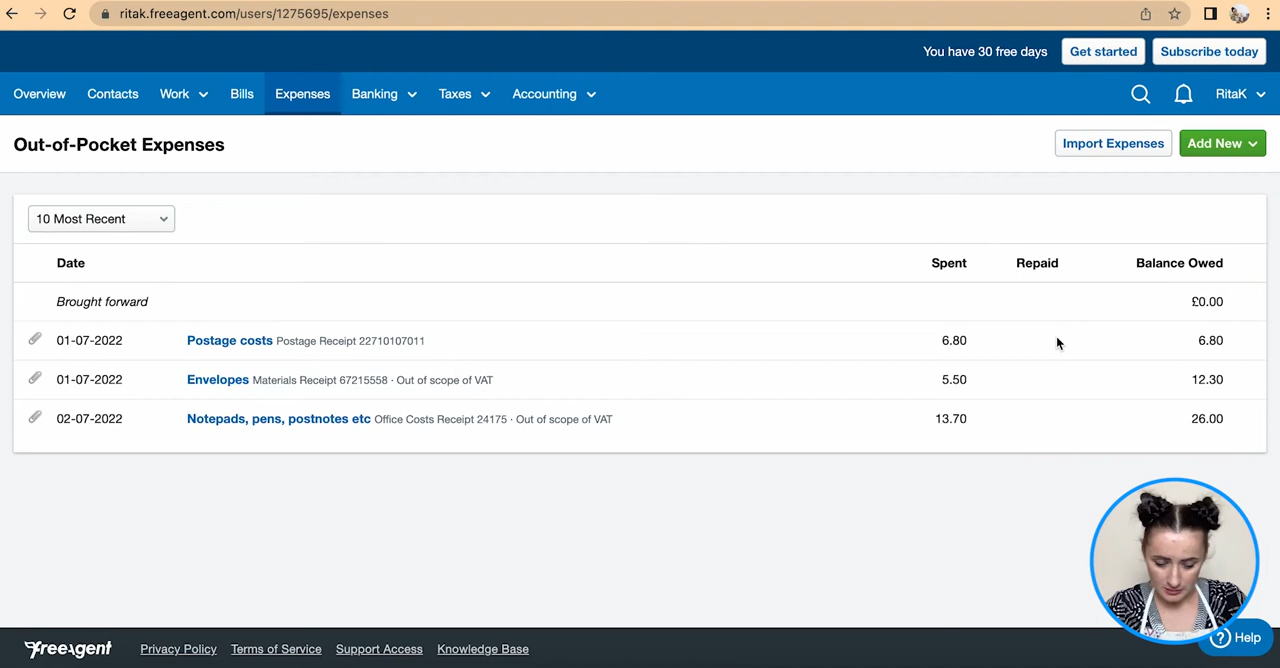 ritak.freeagent.com/users/1275695/expenses
You have 30 free days Get started Subscribe today
Overview Contacts Work Bills Expenses Banking Taxes Accounting RitaK
Out-of-Pocket Expenses Import Expenses Add New
10 Most Recent
Date Spent Repaid Balance Owed
Brought forward £0.00
01-07-2022 Postage costs Postage Receipt 22710107011 6.80 6.80
01-07-2022 Envelopes Materials Receipt 67215558 · Out of scope of VAT 5.50 12.30
02-07-2022 Notepads, pens, postnotes etc Office Costs Receipt 24175 · Out of scope of VAT 13.70 26.00
freeagent Privacy Policy Terms of Service Support Access Knowledge Base ? Help